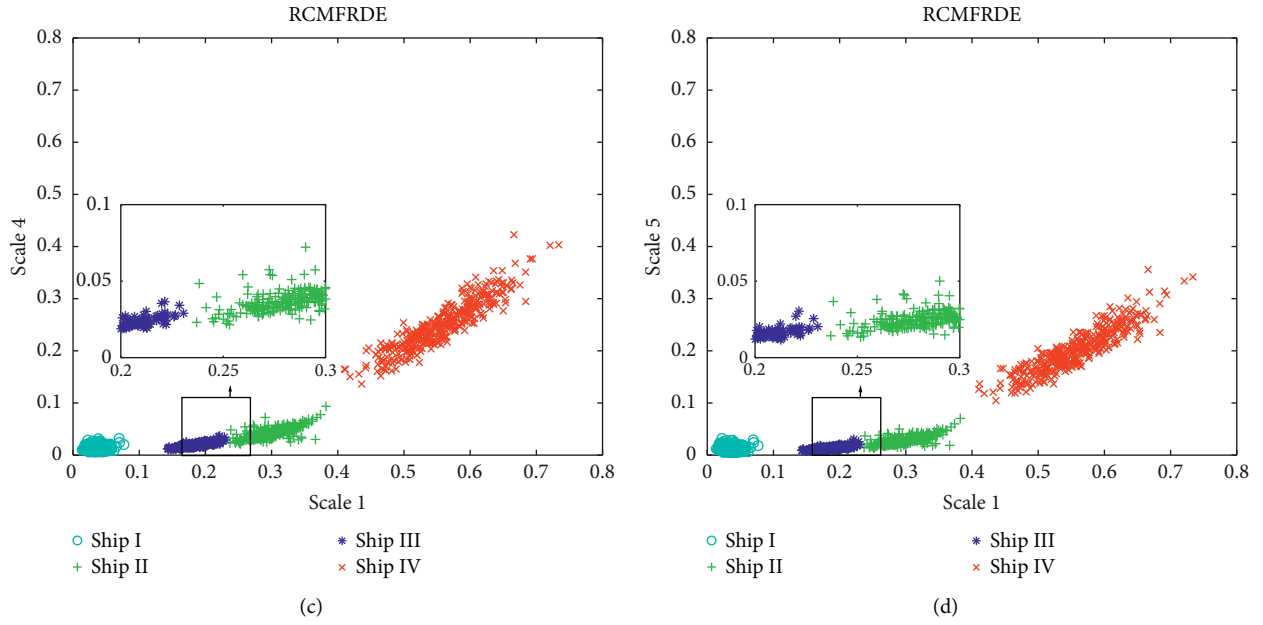 RCMFRDE
0.8
0.7
0.6
0.5
0.4
0.3
0.2
0.1
0
Scale 4
0.1
0.05
0
0.2 0.25 0.3
0 0.1 0.2 0.3 0.4 0.5 0.6 0.7 0.8
Scale 1
Ship I Ship III
Ship II Ship IV
(c)
RCMFRDE
0.8
0.7
0.6
0.5
0.4
0.3
0.2
0.1
0
Scale 5
0.1
0.05
0
0.2 0.25 0.3
0 0.1 0.2 0.3 0.4 0.5 0.6 0.7 0.8
Scale 1
Ship I Ship III
Ship II Ship IV
(d)